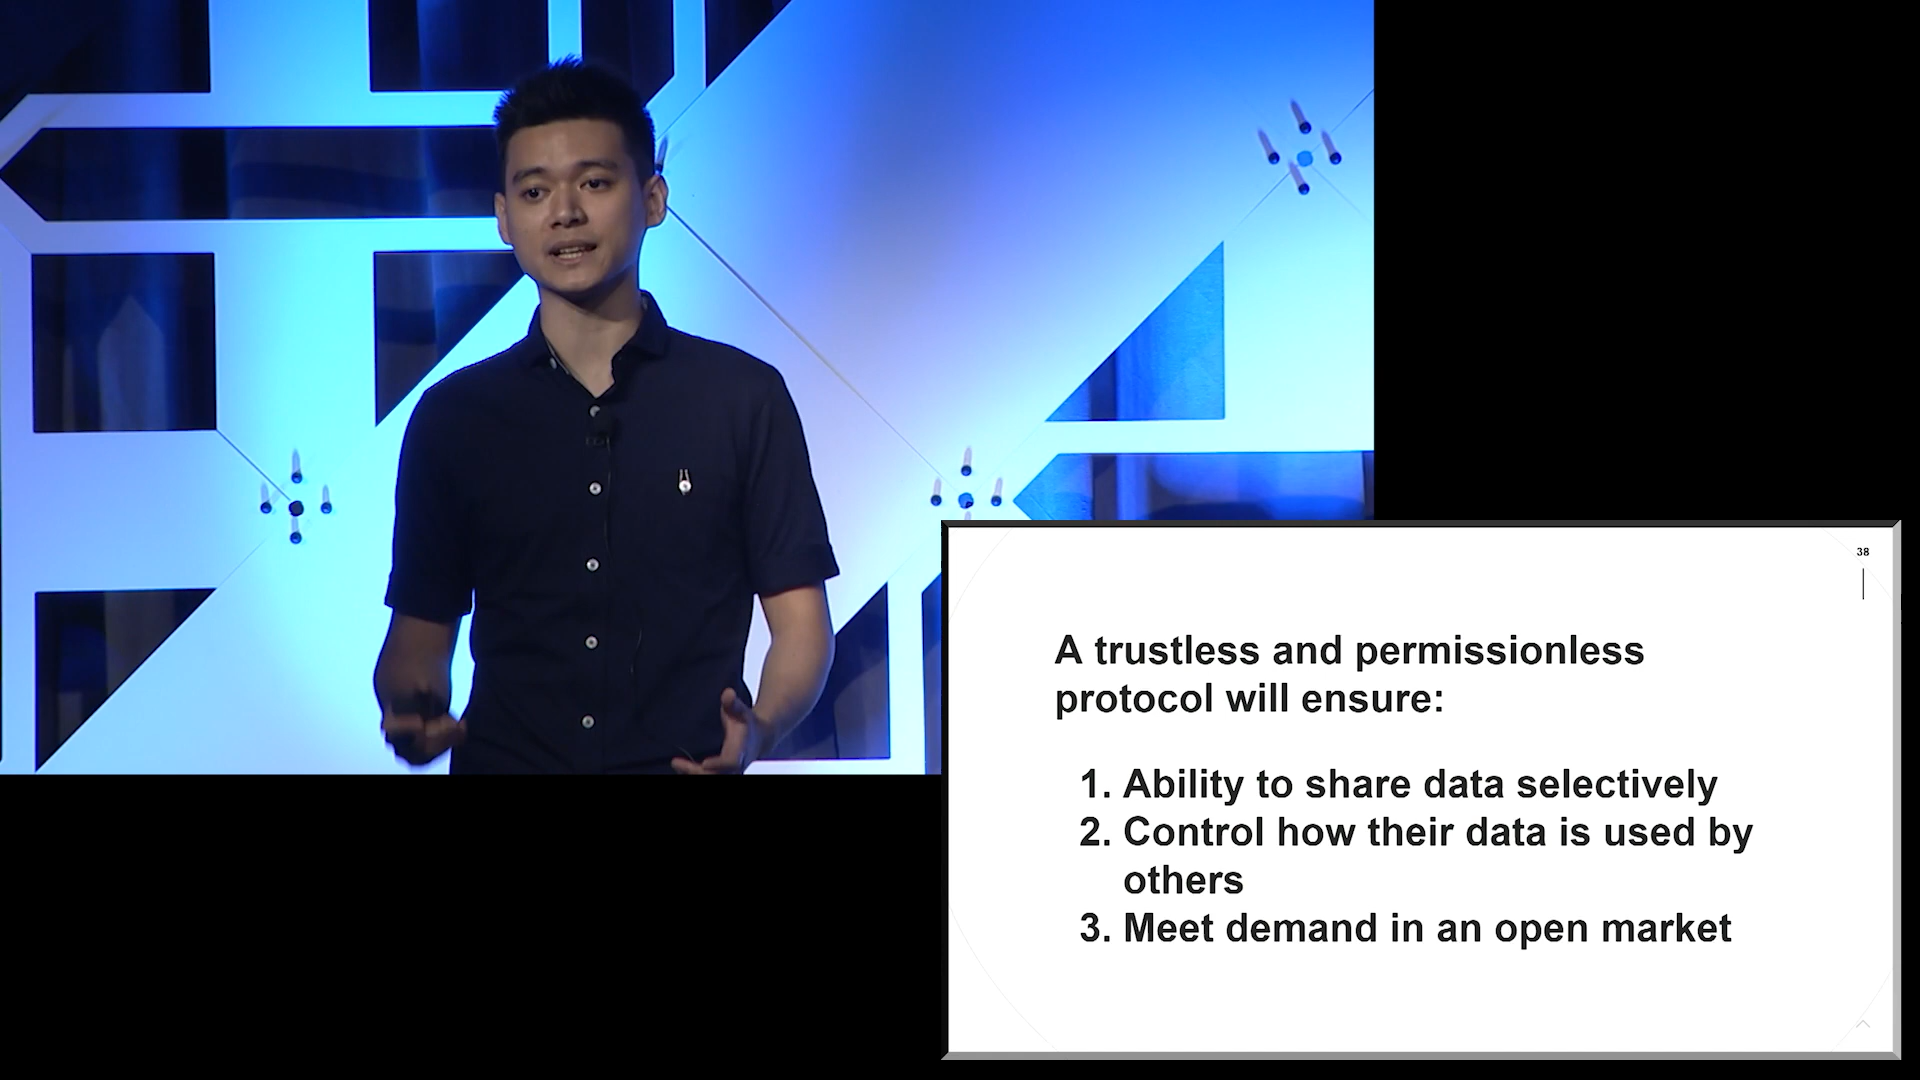 38
A trustless and permissionless
protocol will ensure:
1. Ability to share data selectively
2. Control how their data is used by
others
3. Meet demand in an open market